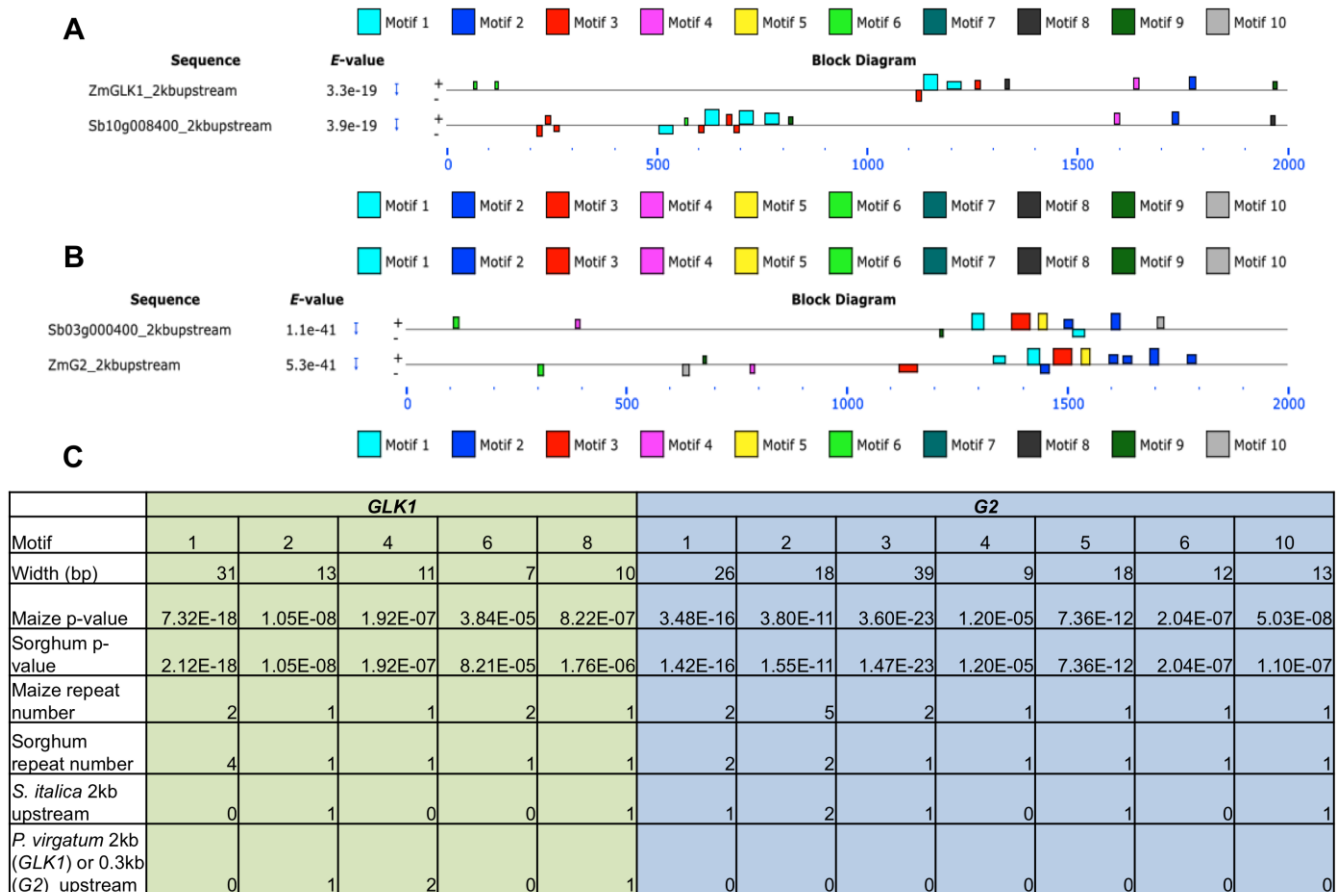 A
Motif 1 Motif 2 Motif 3 Motif 4 Motif 5 Motif 6 Motif 7 Motif 8 Motif 9 Motif 10
Sequence E-value Block Diagram
ZmGLK1_2kbupstream 3.3e-19 + -
Sb10g008400_2kbupstream 3.9e-19 + -
0 500 1000 1500 2000
Motif 1 Motif 2 Motif 3 Motif 4 Motif 5 Motif 6 Motif 7 Motif 8 Motif 9 Motif 10
B
Motif 1 Motif 2 Motif 3 Motif 4 Motif 5 Motif 6 Motif 7 Motif 8 Motif 9 Motif 10
Sequence E-value Block Diagram
Sb03g000400_2kbupstream 1.1e-41 + -
ZmG2_2kbupstream 5.3e-41 + -
0 500 1000 1500 2000
Motif 1 Motif 2 Motif 3 Motif 4 Motif 5 Motif 6 Motif 7 Motif 8 Motif 9 Motif 10
C
GLK1 G2
Motif 1 2 4 6 8 1 2 3 4 5 6 10
Width (bp) 31 13 11 7 10 26 18 39 9 18 12 13
Maize p-value 7.32E-18 1.05E-08 1.92E-07 3.84E-05 8.22E-07 3.48E-16 3.80E-11 3.60E-23 1.20E-05 7.36E-12 2.04E-07 5.03E-08
Sorghum p-
value 2.12E-18 1.05E-08 1.92E-07 8.21E-05 1.76E-06 1.42E-16 1.55E-11 1.47E-23 1.20E-05 7.36E-12 2.04E-07 1.10E-07
Maize repeat
number 2 1 1 2 1 2 5 2 1 1 1 1
Sorghum
repeat number 4 1 1 1 1 2 2 1 1 1 1 1
S. italica 2kb
upstream 0 1 0 0 1 1 2 1 0 1 0 1
P. virgatum 2kb
(GLK1) or 0.3kb
(G2) upstream 0 1 2 0 1 0 0 0 0 0 0 0